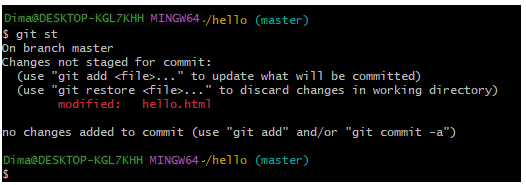 Dima@DESKTOP-KGL7KHH MINGW64 ~/hello (master)
$ git st
On branch master
Changes not staged for commit:
  (use "git add <file>..." to update what will be committed)
  (use "git restore <file>..." to discard changes in working directory)
        modified:   hello.html

no changes added to commit (use "git add" and/or "git commit -a")

Dima@DESKTOP-KGL7KHH MINGW64 ~/hello (master)
$